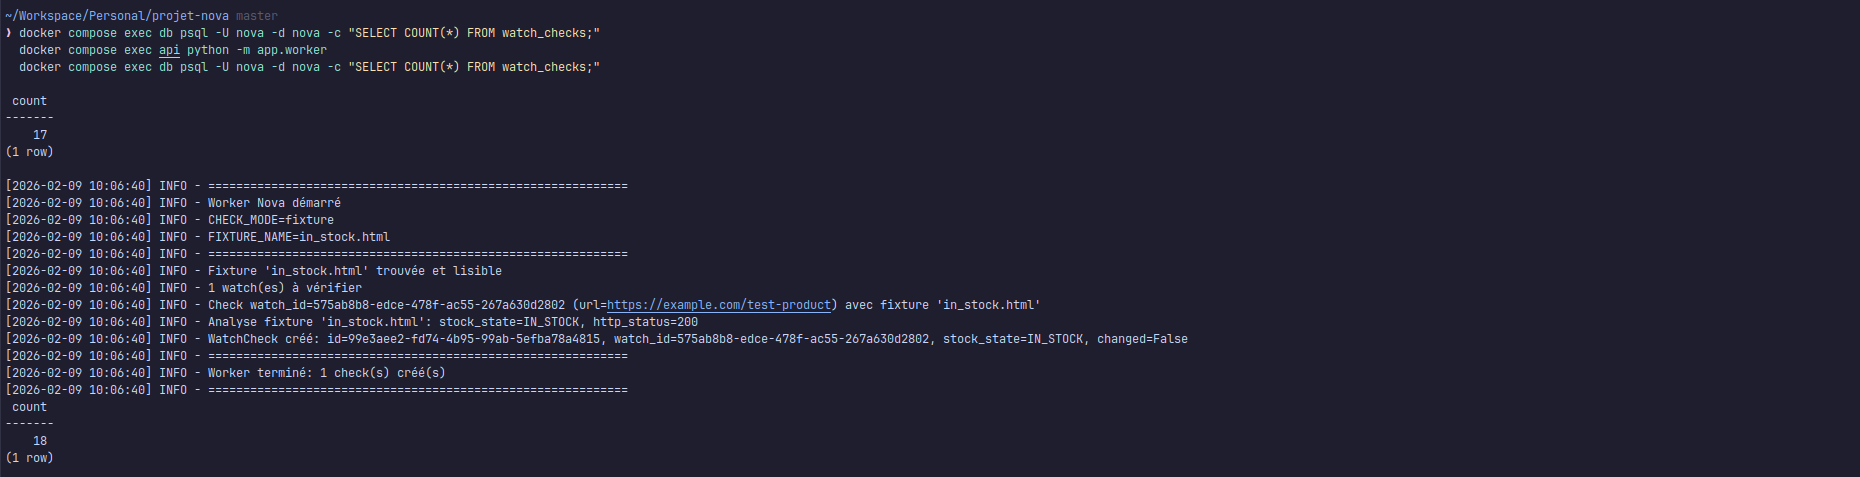 ~/Workspace/Personal/projet-nova master
❯ docker compose exec db psql -U nova -d nova -c "SELECT COUNT(*) FROM watch_checks;"
docker compose exec api python -m app.worker
docker compose exec db psql -U nova -d nova -c "SELECT COUNT(*) FROM watch_checks;"
count
-------
17
(1 row)
[2026-02-09 10:06:40] INFO - ============================================================
[2026-02-09 10:06:40] INFO - Worker Nova démarré
[2026-02-09 10:06:40] INFO - CHECK_MODE=fixture
[2026-02-09 10:06:40] INFO - FIXTURE_NAME=in_stock.html
[2026-02-09 10:06:40] INFO - ============================================================
[2026-02-09 10:06:40] INFO - Fixture 'in_stock.html' trouvée et lisible
[2026-02-09 10:06:40] INFO - 1 watch(es) à vérifier
[2026-02-09 10:06:40] INFO - Check watch_id=575ab8b8-edce-478f-ac55-267a630d2802 (url=https://example.com/test-product) avec fixture 'in_stock.html'
[2026-02-09 10:06:40] INFO - Analyse fixture 'in_stock.html': stock_state=IN_STOCK, http_status=200
[2026-02-09 10:06:40] INFO - WatchCheck créé: id=99e3aee2-fd74-4b95-99ab-5efba78a4815, watch_id=575ab8b8-edce-478f-ac55-267a630d2802, stock_state=IN_STOCK, changed=False
[2026-02-09 10:06:40] INFO - ============================================================
[2026-02-09 10:06:40] INFO - Worker terminé: 1 check(s) créé(s)
[2026-02-09 10:06:40] INFO - ============================================================
count
-------
18
(1 row)